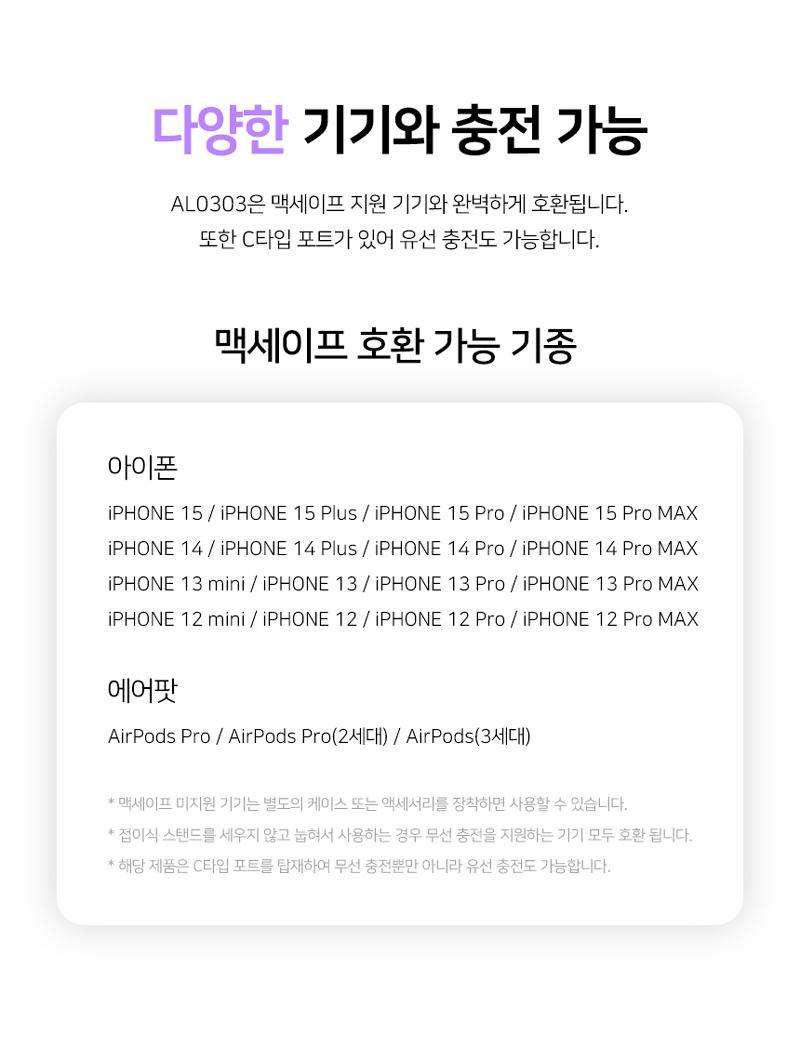 다양한 기기와 충전 가능
AL0303은 맥세이프 지원 기기와 완벽하게 호환됩니다.
또한 C타입 포트가 있어 유선 충전도 가능합니다.
맥세이프 호환 가능 기종
아이폰
iPHONE 15 / iPHONE 15 Plus / iPHONE 15 Pro / iPHONE 15 Pro MAX
iPHONE 14 / iPHONE 14 Plus / iPHONE 14 Pro / iPHONE 14 Pro MAX
iPHONE 13 mini / iPHONE 13 / iPHONE 13 Pro / iPHONE 13 Pro MAX
iPHONE 12 mini / iPHONE 12 / iPHONE 12 Pro / iPHONE 12 Pro MAX
에어팟
AirPods Pro / AirPods Pro(2세대) / AirPods(3세대)
* 맥세이프 미지원 기기는 별도의 케이스 또는 액세서리를 장착하면 사용할 수 있습니다.
* 접이식 스탠드를 세우지 않고 눕혀서 사용하는 경우 무선 충전을 지원하는 기기 모두 호환 됩니다.
* 해당 제품은 C타입 포트를 탑재하여 무선 충전뿐만 아니라 유선 충전도 가능합니다.